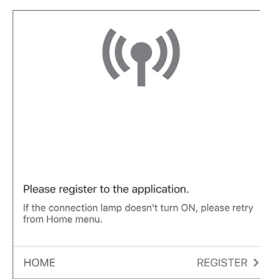 Please register to the application.
If the connection lamp doesn't turn ON, please retry
from Home menu.
HOME
REGISTER >